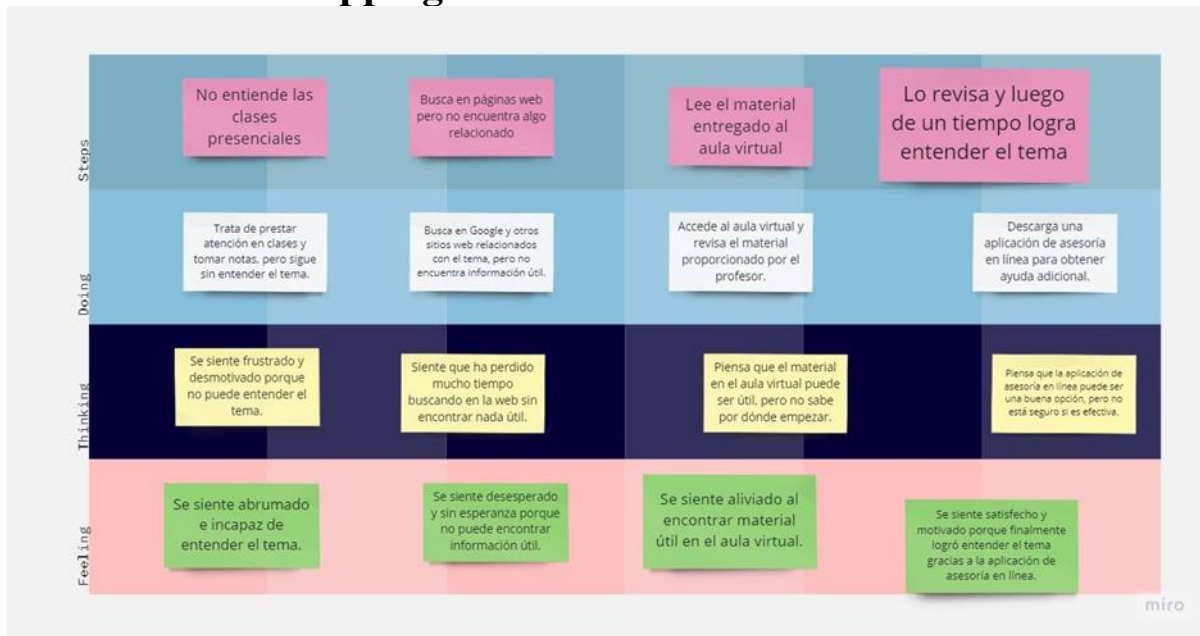 pping
Steps
No entiende las
clases
presenciales
Busca en páginas web
pero no encuentra algo
relacionado
Lee el material
entregado al
aula virtual
Lo revisa y luego
de un tiempo logra
entender el tema
Doing
Trata de prestar
atención en clases y
tomar notas, pero sigue
sin entender el tema.
Busca en Google y otros
sitios web relacionados
con el tema, pero no
encuentra información útil.
Accede al aula virtual y
revisa el material
proporcionado por el
profesor.
Descarga una
aplicación de asesoría
en línea para obtener
ayuda adicional.
Thinking
Se siente frustrado y
desmotivado porque
no puede entender el
tema.
Siente que ha perdido
mucho tiempo
buscando en la web sin
encontrar nada útil.
Piensa que el material
en el aula virtual puede
ser útil, pero no sabe
por dónde empezar.
Piensa que la aplicación de
asesoría en línea puede ser
una buena opción, pero no
está seguro si es efectiva.
Feeling
Se siente abrumado
e incapaz de
entender el tema.
Se siente desesperado
y sin esperanza porque
no puede encontrar
información útil.
Se siente aliviado al
encontrar material
útil en el aula virtual.
Se siente satisfecho y
motivado porque finalmente
logró entender el tema
gracias a la aplicación de
asesoría en línea.
miro